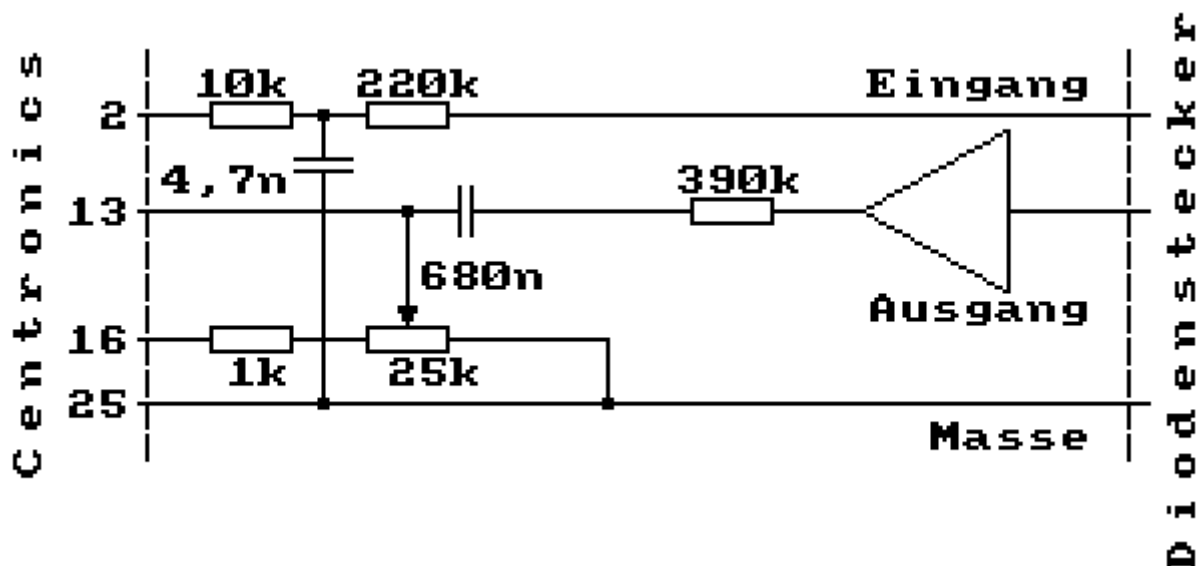 Centronics
10k
220k
Eingang
2
4,7n
390k
13
680n
Ausgang
16
1k
25k
25
Masse
Diodenstecker